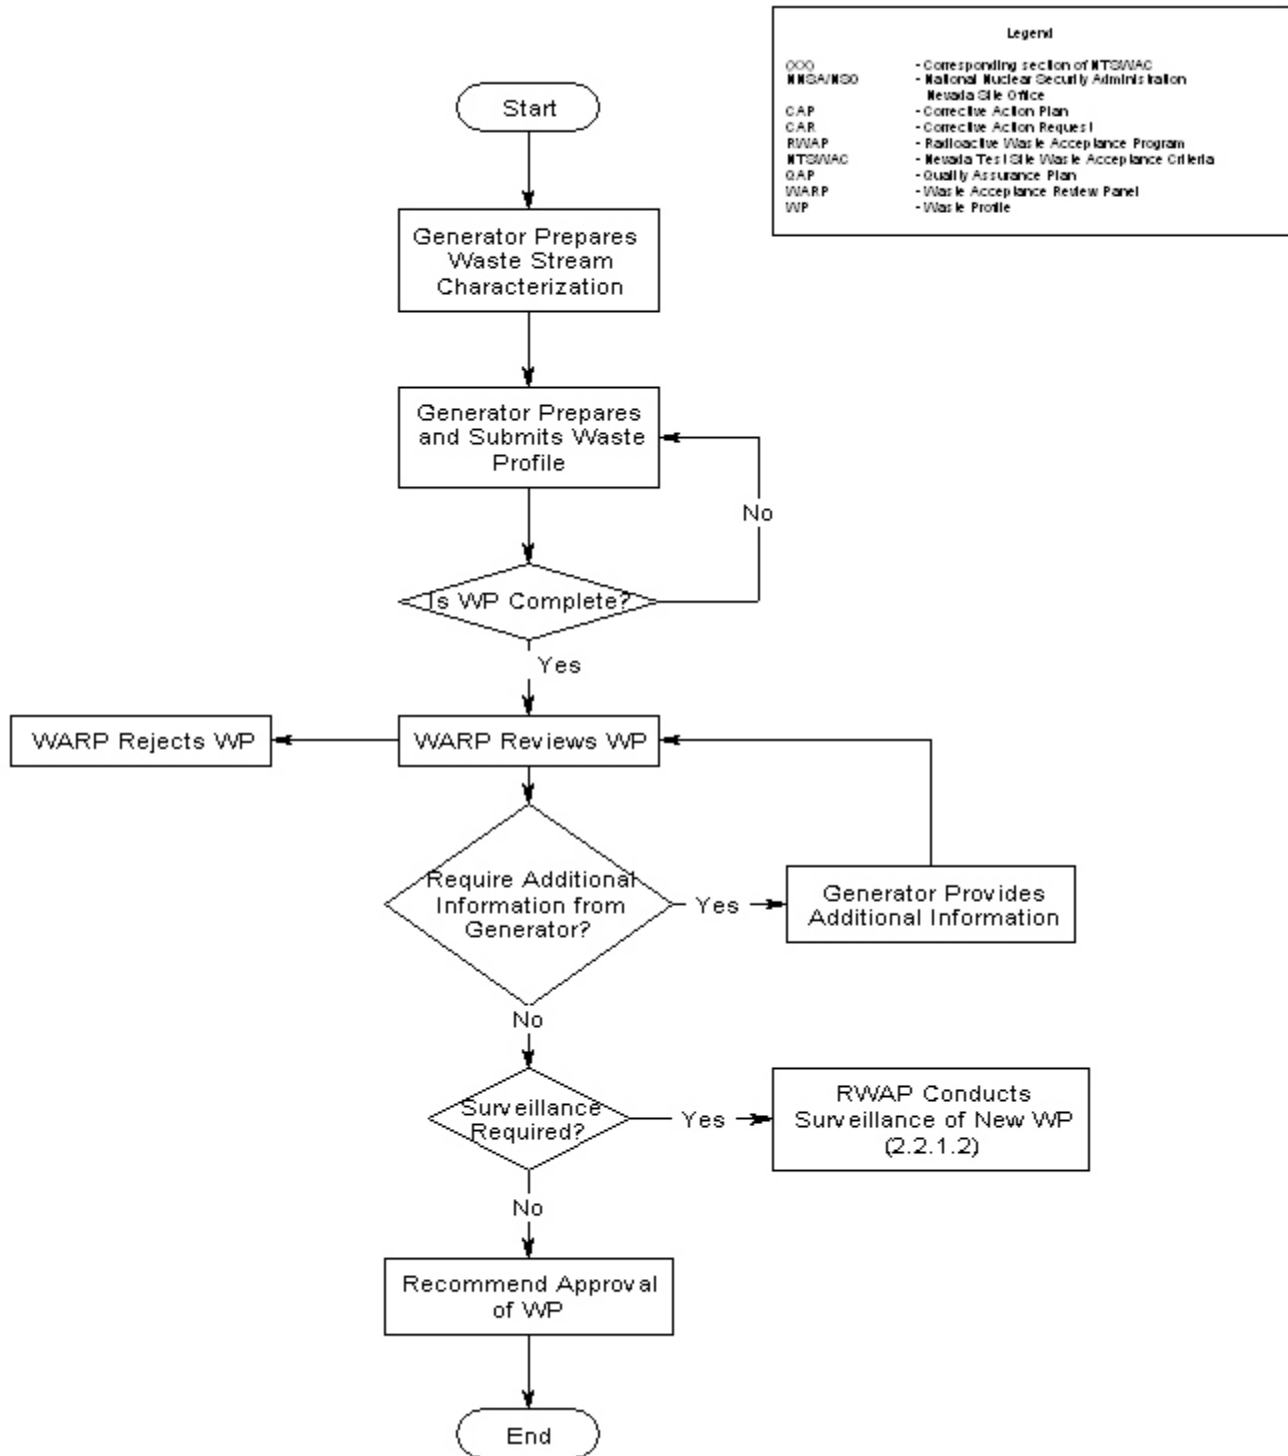 Legend
(XXX) - Corresponding section of NTSWAC
NNSA/NSO - National Nuclear Security Administration
Nevada Site Office
CAP - Corrective Action Plan
CAR - Corrective Action Request
RWAP - Radioactive Waste Acceptance Program
NTSWAC - Nevada Test Site Waste Acceptance Criteria
QAP - Quality Assurance Plan
WARP - Waste Acceptance Review Panel
WP - Waste Profile
Start
Generator Prepares
Waste Stream
Characterization
Generator Prepares
and Submits Waste
Profile
No
Is WP Complete?
Yes
WARP Rejects WP
WARP Reviews WP
Require Additional
Information from
Generator?
Yes
Generator Provides
Additional Information
No
Surveillance
Required?
Yes
RWAP Conducts
Surveillance of New WP
(2.2.1.2)
No
Recommend Approval
of WP
End